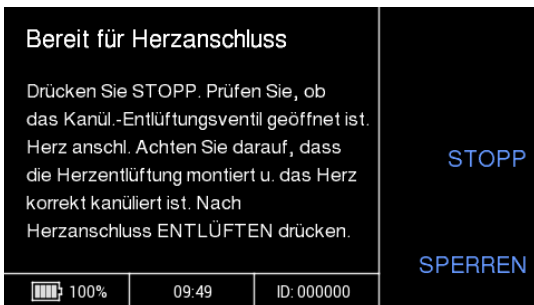 Bereit für Herzanschluss
Drücken Sie STOPP. Prüfen Sie, ob
das Kanül.-Entlüftungsventil geöffnet ist.
Herz anschl. Achten Sie darauf, dass
die Herzentlüftung montiert u. das Herz
korrekt kanüliert ist. Nach
Herzanschluss ENTLÜFTEN drücken.
STOPP
SPERREN
100%
09:49
ID: 000000